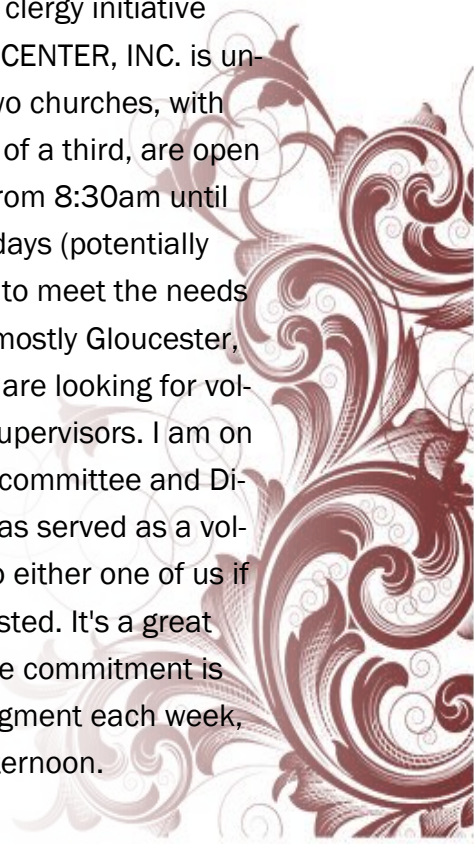 clergy initiative
CENTER, INC. is un-
wo churches, with
of a third, are open
rom 8:30am until
days (potentially
to meet the needs
mostly Gloucester,
are looking for vol-
upervisors. I am on
committee and Di-
as served as a vol-
o either one of us if
sted. It's a great
e commitment is
gment each week,
ernoon.